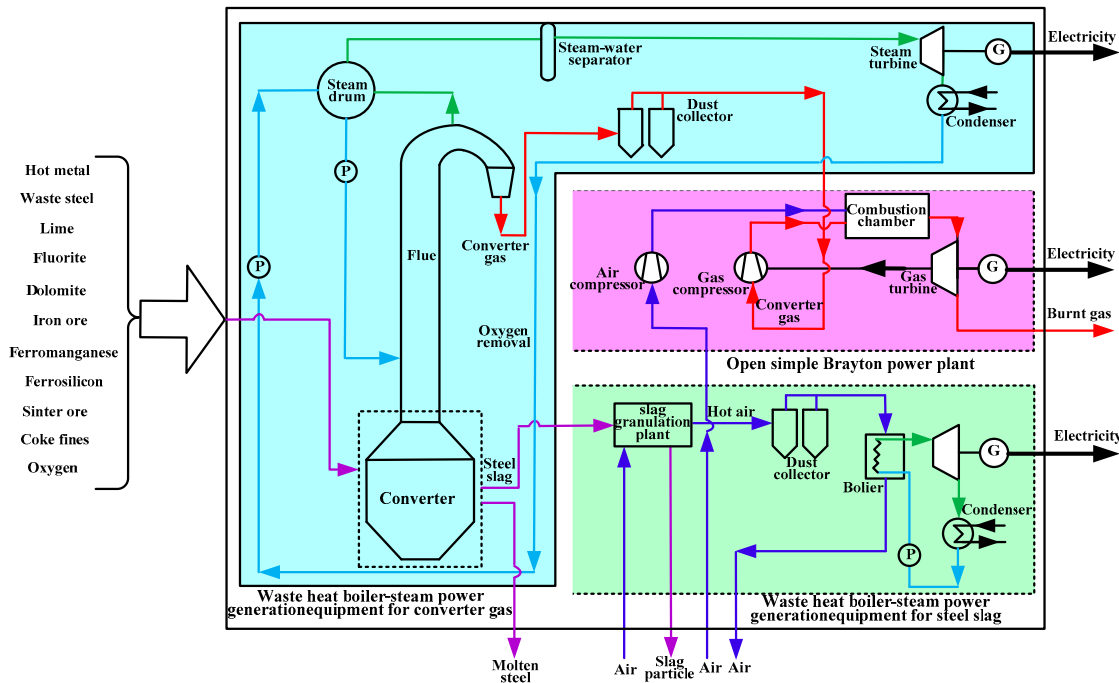 Hot metal
Waste steel
Lime
Fluorite
Dolomite
Iron ore
Ferromanganese
Ferrosilicon
Sinter ore
Coke fines
Oxygen
Steam
drum
Steam-water
separator
Steam
turbine
G
Electricity
Condenser
Dust
collector
P
P
Flue
Converter
gas
Oxygen
removal
Converter
Steel
slag
Waste heat boiler-steam power
generationequipment for converter gas
Molten
steel
Combustion
chamber
Air
compressor
Gas
compressor
Converter
gas
Gas
turbine
G
Electricity
Burnt gas
Open simple Brayton power plant
slag
granulation
plant
Hot air
Dust
collector
Bolier
G
Electricity
Condenser
P
Waste heat boiler-steam power
generationequipment for steel slag
Air
Slag
particle
Air
Air